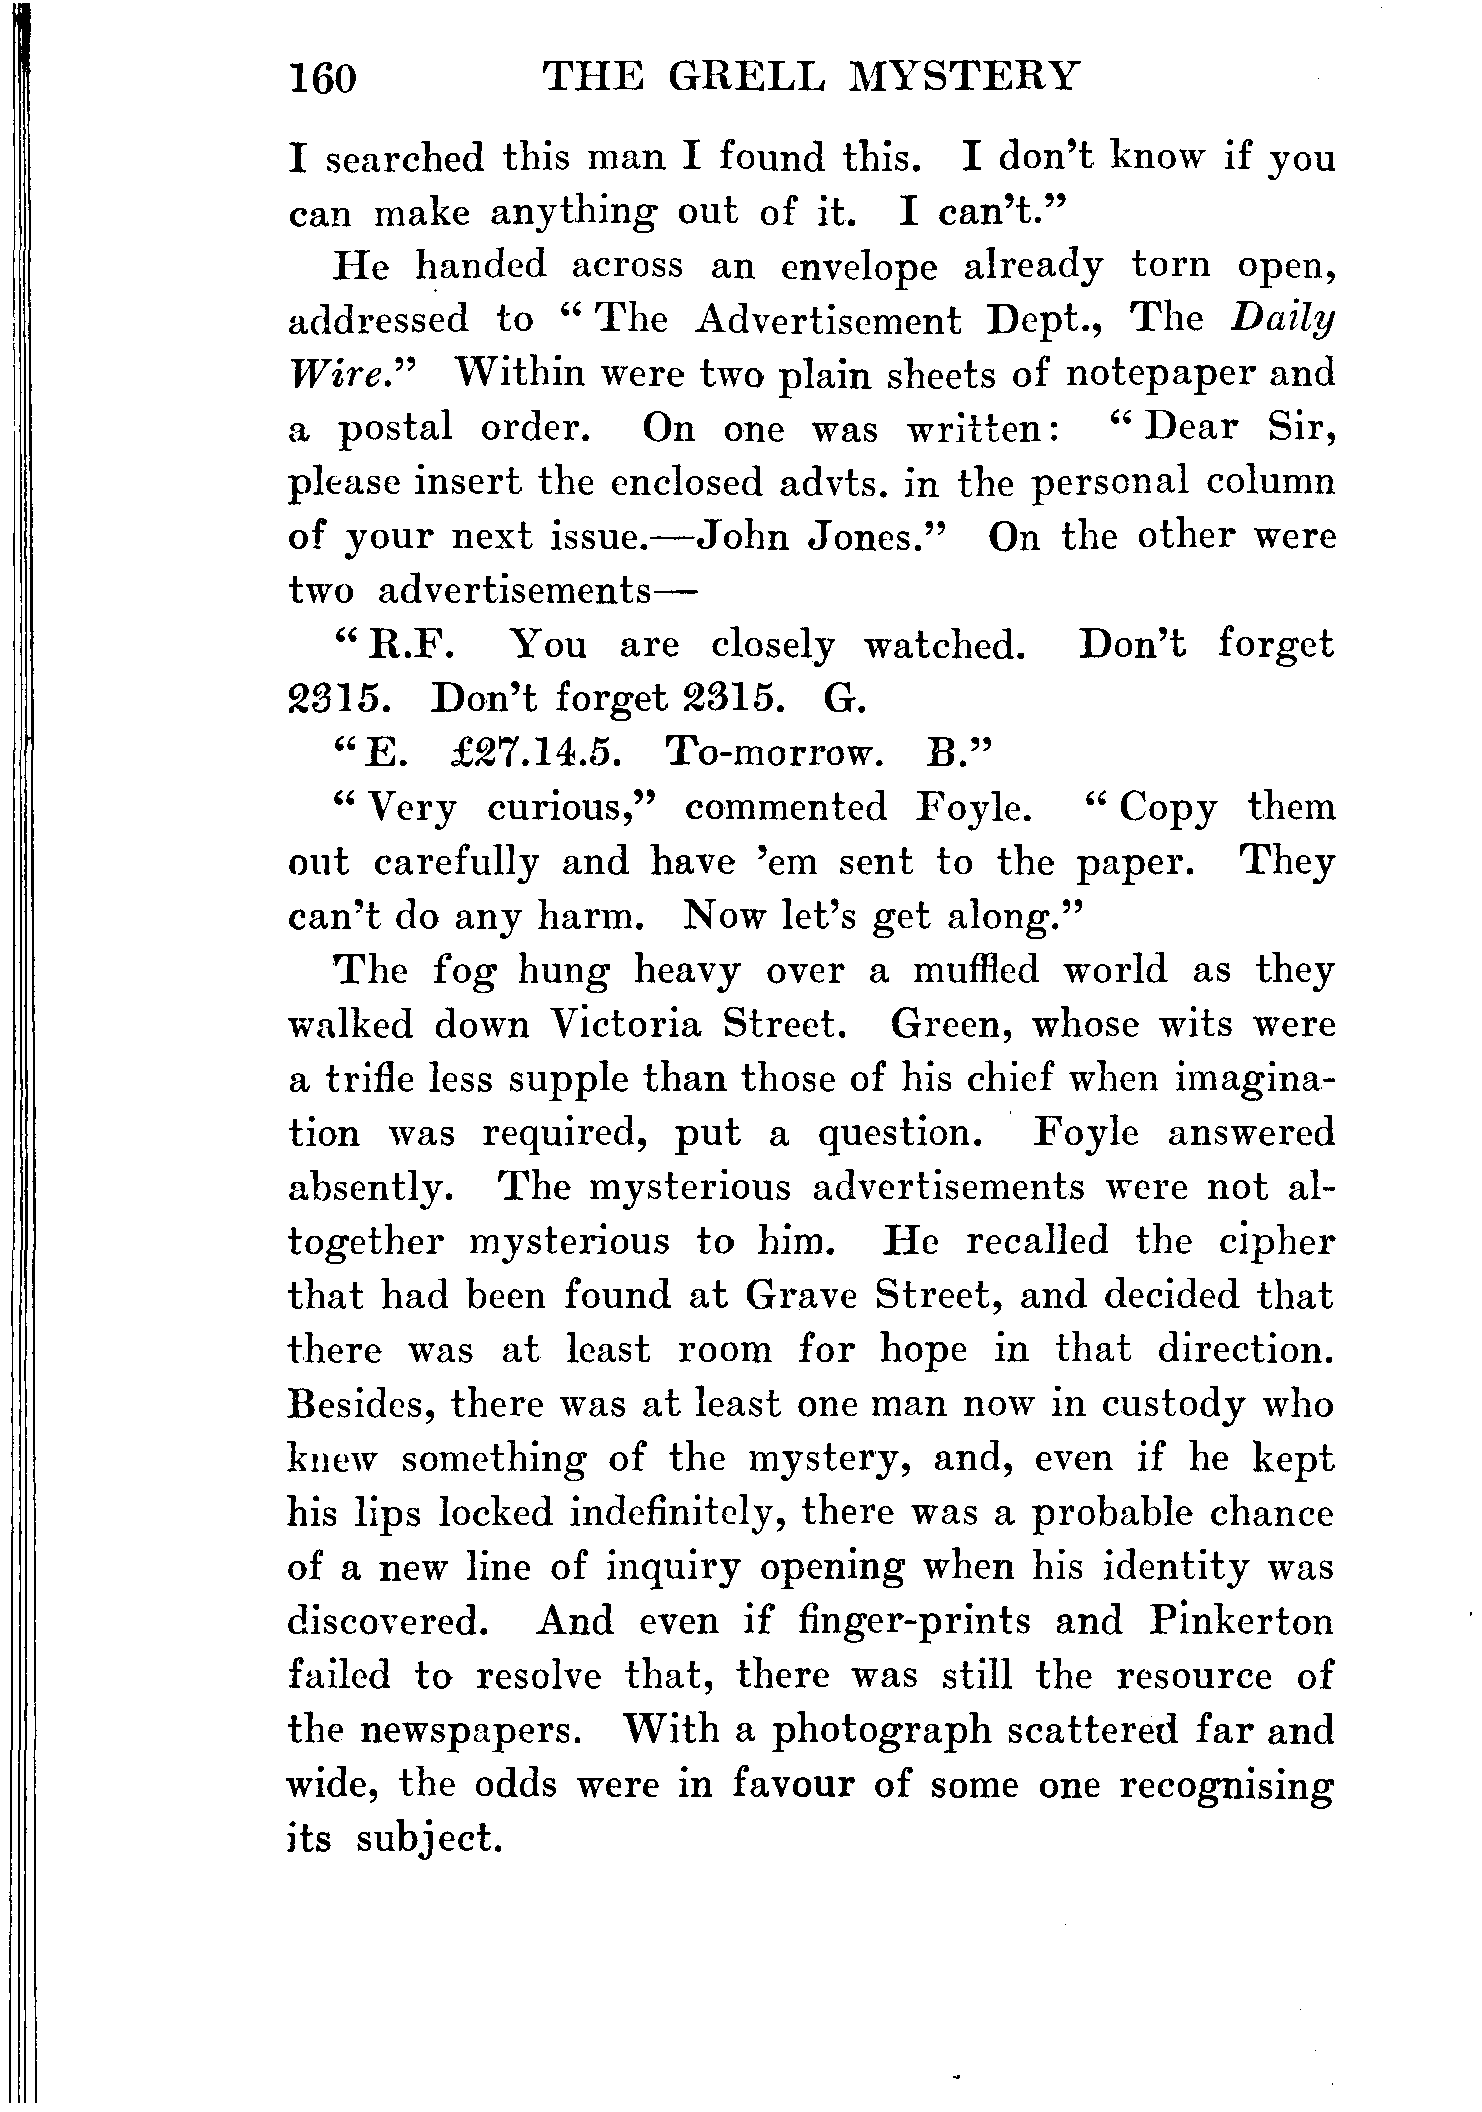 160 THE GRELL MYSTERY
I searched this man I found this. I don't know if you
can make anything out of it. I can't."
He handed across an envelope already torn open,
addressed to "The Advertisement Dept., The Daily
Wire." Within were two plain sheets of notepaper and
a postal order. On one was written: "Dear Sir,
please insert the enclosed advts. in the personal column
of your next issue.—John Jones." On the other were
two advertisements—
"R.F. You are closely watched. Don't forget
2315. Don't forget 2315. G.
"E. £27.14.5. To-morrow. B."
"Very curious," commented Foyle. "Copy them
out carefully and have 'em sent to the paper. They
can't do any harm. Now let's get along."
The fog hung heavy over a muffled world as they
walked down Victoria Street. Green, whose wits were
a trifle less supple than those of his chief when imagina-
tion was required, put a question. Foyle answered
absently. The mysterious advertisements were not al-
together mysterious to him. He recalled the cipher
that had been found at Grave Street, and decided that
there was at least room for hope in that direction.
Besides, there was at least one man now in custody who
knew something of the mystery, and, even if he kept
his lips locked indefinitely, there was a probable chance
of a new line of inquiry opening when his identity was
discovered. And even if finger-prints and Pinkerton
failed to resolve that, there was still the resource of
the newspapers. With a photograph scattered far and
wide, the odds were in favour of some one recognising
its subject.